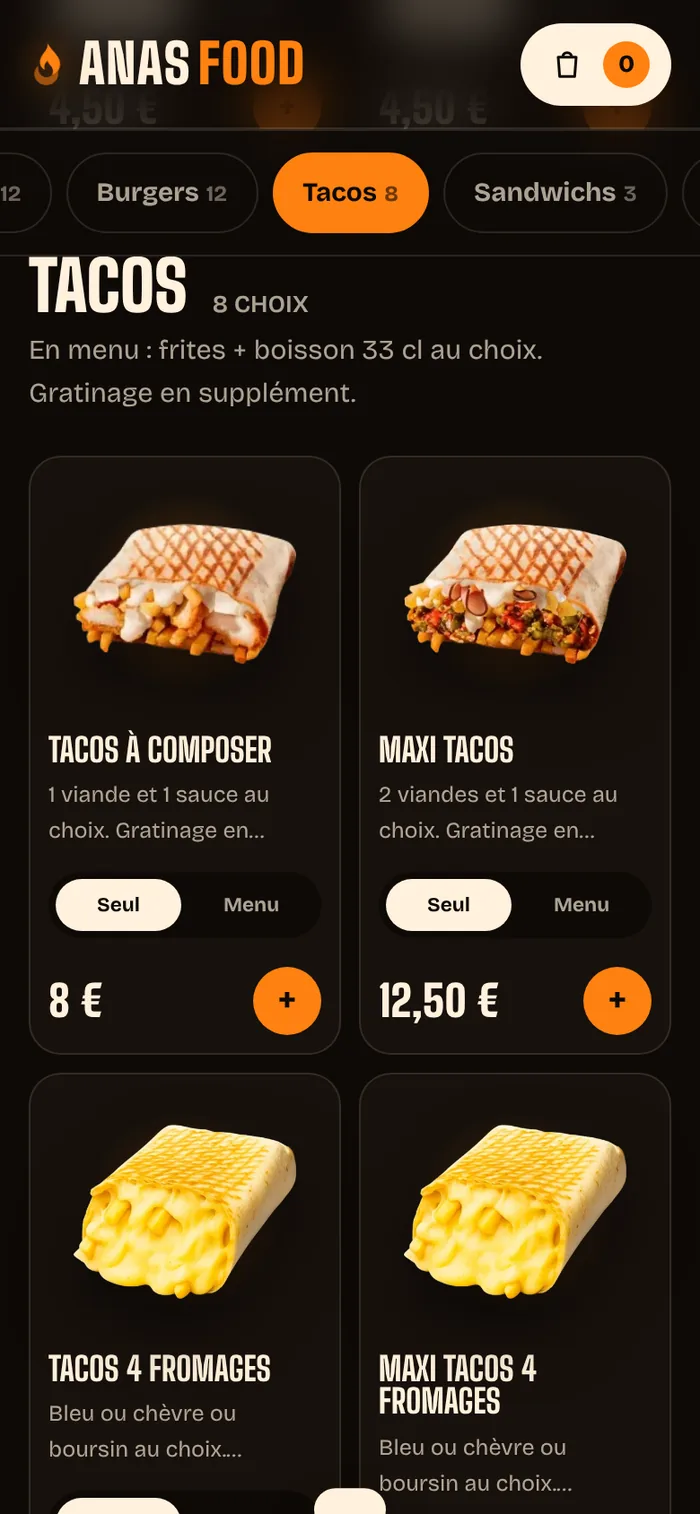 ANAS FOOD
0
4,50 € + 4,50 €
12
Burgers 12
Tacos 8
Sandwichs 3
TACOS 8 CHOIX
En menu : frites + boisson 33 cl au choix.
Gratinage en supplément.
TACOS À COMPOSER
1 viande et 1 sauce au
choix. Gratinage en...
Seul Menu
8 € +
MAXI TACOS
2 viandes et 1 sauce au
choix. Gratinage en...
Seul Menu
12,50 € +
TACOS 4 FROMAGES
Bleu ou chèvre ou
boursin au choix....
MAXI TACOS 4
FROMAGES
Bleu ou chèvre ou
boursin au choix....